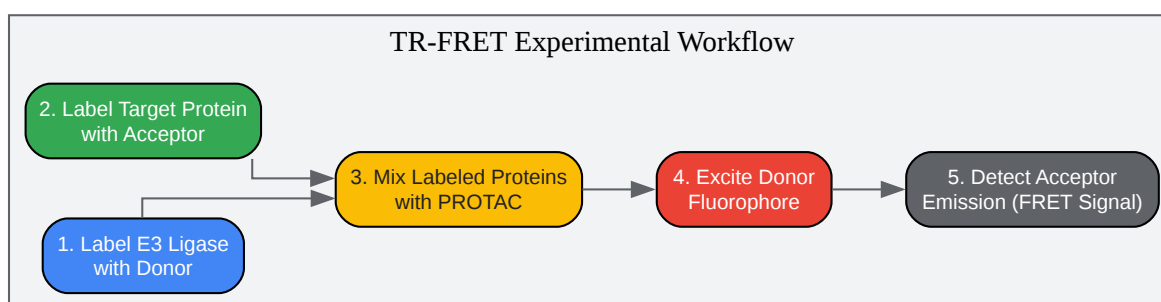 TR-FRET Experimental Workflow
2. Label Target Protein
with Acceptor
1. Label E3 Ligase
with Donor
3. Mix Labeled Proteins
with PROTAC
4. Excite Donor
Fluorophore
5. Detect Acceptor
Emission (FRET Signal)